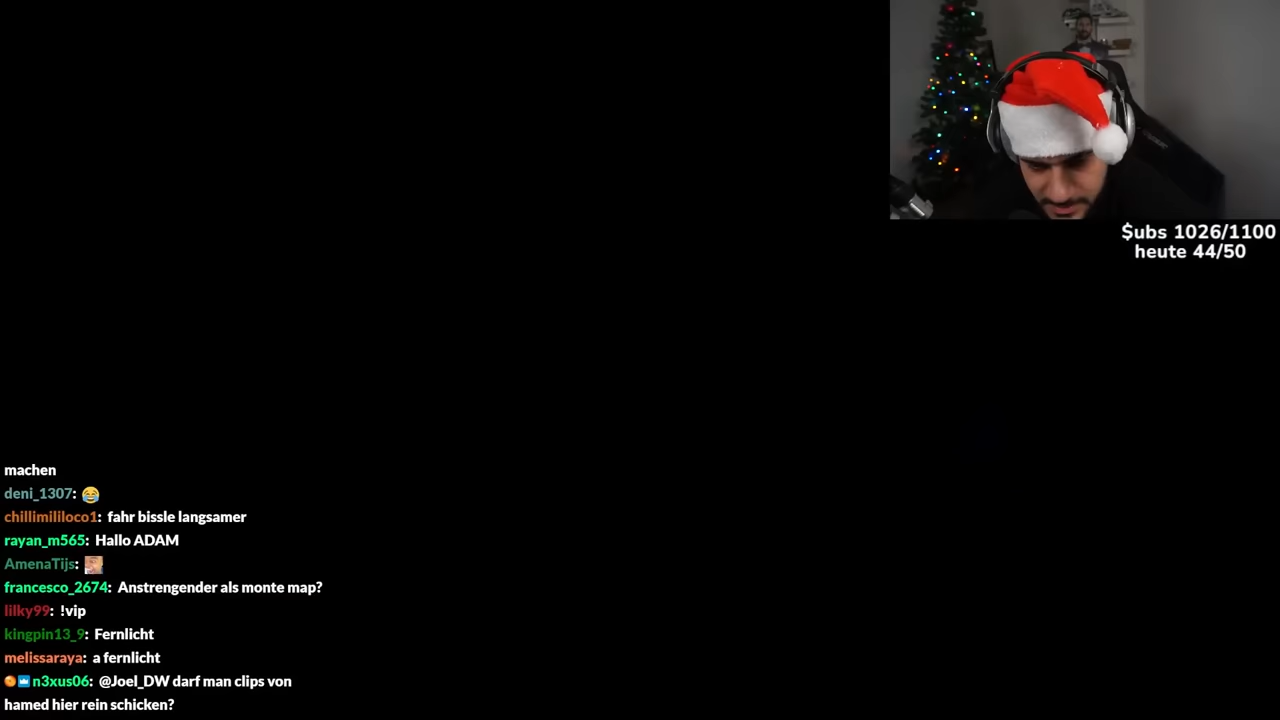 $ubs 1026/1100
heute 44/50
machen
deni_1307: 😂
chillimililoco1: fahr bissle langsamer
rayan_m565: Hallo ADAM
AmenaTijs:
francesco_2674: Anstrengender als monte map?
lilky99: !vip
kingpin13_9: Fernlicht
melissaraya: a fernlicht
n3xus06: @Joel_DW darf man clips von
hamed hier rein schicken?